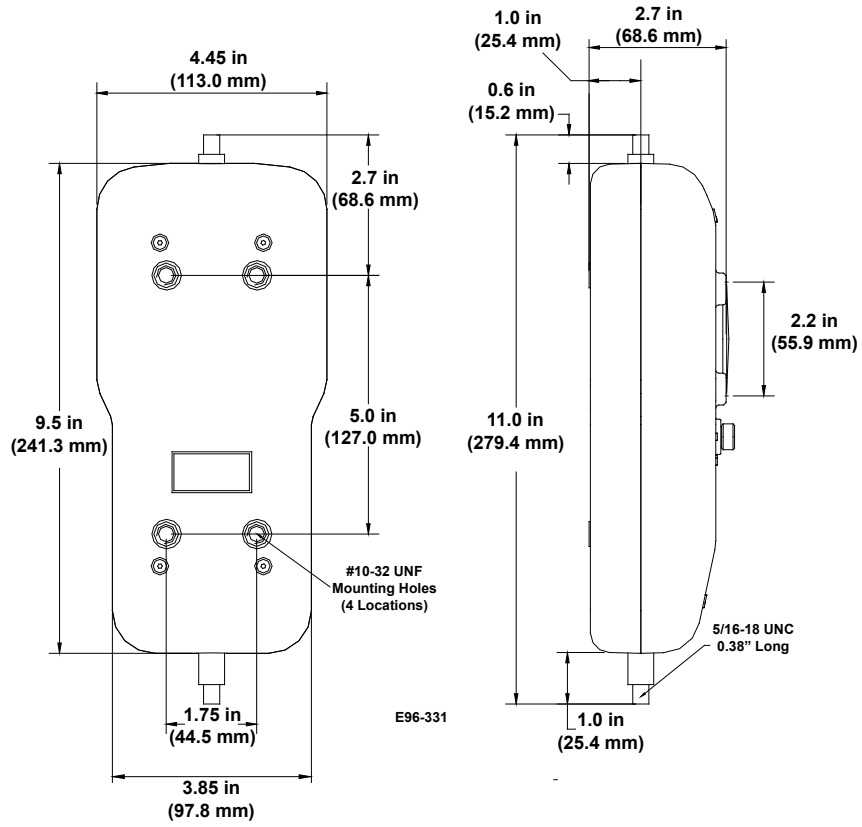 4.45 in
(113.0 mm)
2.7 in
(68.6 mm)
9.5 in
(241.3 mm)
5.0 in
(127.0 mm)
#10-32 UNF
Mounting Holes
(4 Locations)
1.75 in
(44.5 mm)
3.85 in
(97.8 mm)
E96-331
1.0 in
(25.4 mm)
2.7 in
(68.6 mm)
0.6 in
(15.2 mm)
2.2 in
(55.9 mm)
11.0 in
(279.4 mm)
5/16-18 UNC
0.38” Long
1.0 in
(25.4 mm)